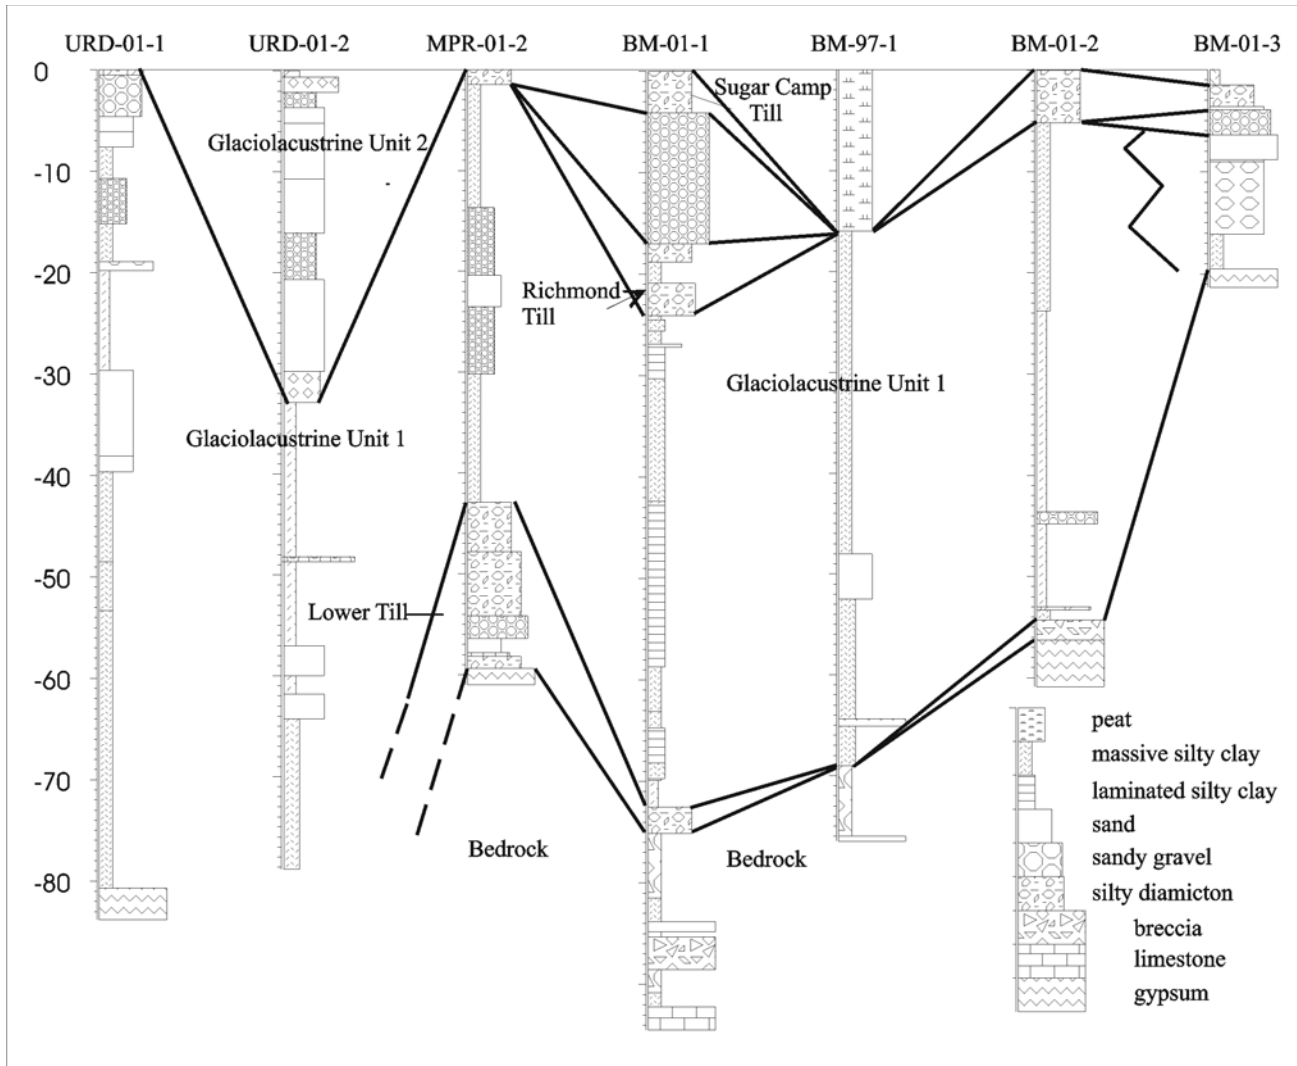 URD-01-1 URD-01-2 MPR-01-2 BM-01-1 BM-97-1 BM-01-2 BM-01-3
0
Sugar Camp
Till
Glaciolacustrine Unit 2
-10
-20
Richmond
Till
-30
Glaciolacustrine Unit 1
Glaciolacustrine Unit 1
-40
-50
Lower Till
-60
peat
massive silty clay
-70
laminated silty clay
sand
Bedrock
Bedrock
sandy gravel
-80
silty diamicton
breccia
limestone
gypsum